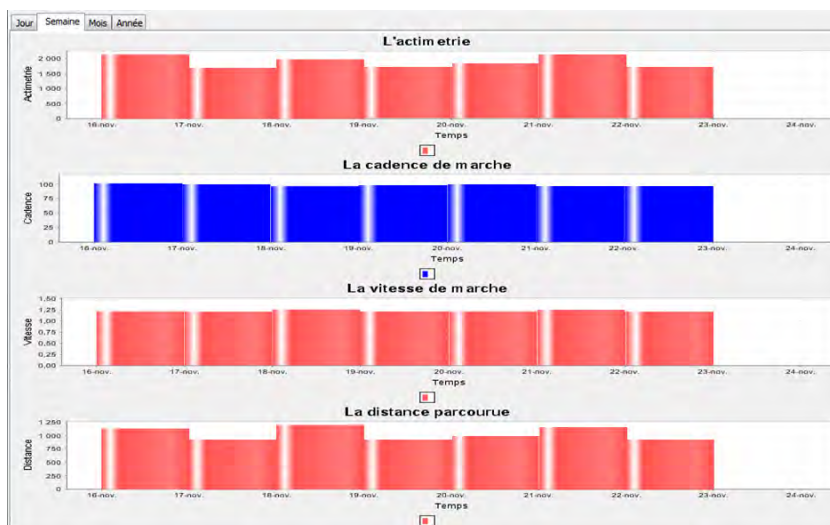 Jour Semaine Mois Année
L'actimetrie
Actimetrie
2 000
1 500
1 000
500
0
16-nov. 17-nov. 18-nov. 19-nov. 20-nov. 21-nov. 22-nov. 23-nov. 24-nov.
Temps
La cadence de marche
Cadence
100
75
50
25
0
16-nov. 17-nov. 18-nov. 19-nov. 20-nov. 21-nov. 22-nov. 23-nov. 24-nov.
Temps
La vitesse de marche
Vitesse
1,50
1,25
1,00
0,75
0,50
0,25
0,00
16-nov. 17-nov. 18-nov. 19-nov. 20-nov. 21-nov. 22-nov. 23-nov. 24-nov.
Temps
La distance parcourue
Distance
1 250
1 000
750
500
250
0
16-nov. 17-nov. 18-nov. 19-nov. 20-nov. 21-nov. 22-nov. 23-nov. 24-nov.
Temps